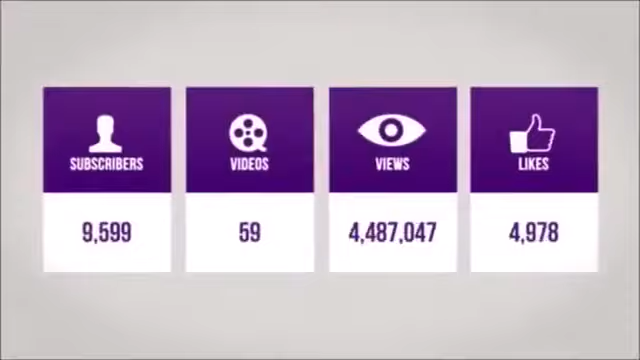 SUBSCRIBERS
9,599
VIDEOS
59
VIEWS
4,487,047
LIKES
4,978